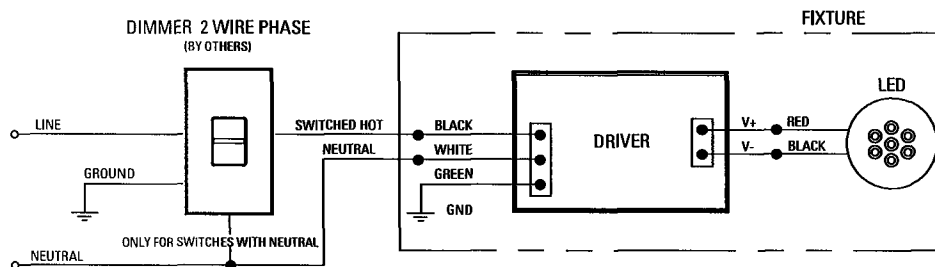 DIMMER 2 WIRE PHASE
(BY OTHERS)
FIXTURE
LED
LINE
SWITCHED HOT
BLACK
NEUTRAL
WHITE
GREEN
GND
DRIVER
V+
RED
V-
BLACK
GROUND
ONLY FOR SWITCHES WITH NEUTRAL
NEUTRAL